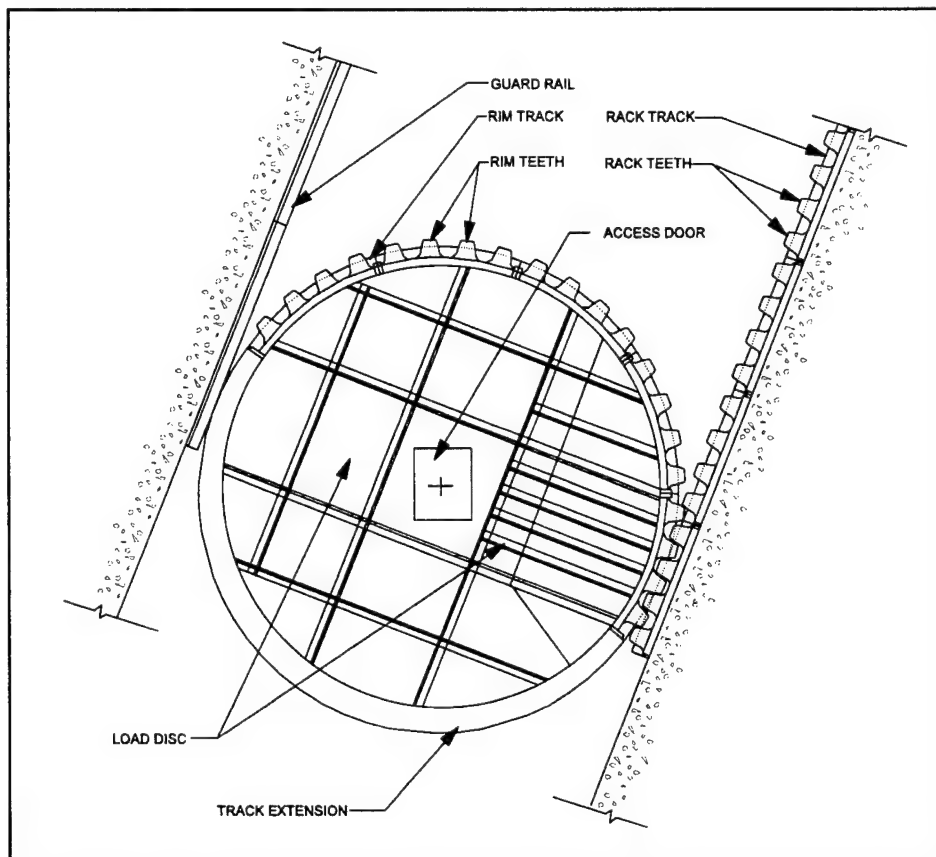 GUARD RAIL
RIM TRACK
RACK TRACK
RIM TEETH
RACK TEETH
ACCESS DOOR
LOAD DISC
TRACK EXTENSION